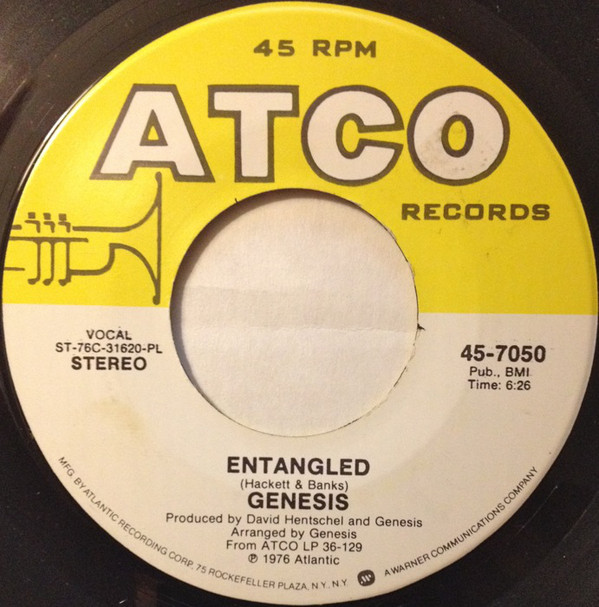 45 RPM
ATCO
RECORDS
VOCAL
ST-76C-31620-PL
STEREO
45-7050
Pub., BMI
Time: 6:26
ENTANGLED
(Hackett & Banks)
GENESIS
Produced by David Hentschel and Genesis
Arranged by Genesis
From ATCO LP 36-129
℗ 1976 Atlantic
MFG. BY ATLANTIC RECORDING CORP. 75 ROCKEFELLER PLAZA, N.Y. N.Y.
A WARNER COMMUNICATIONS COMPANY